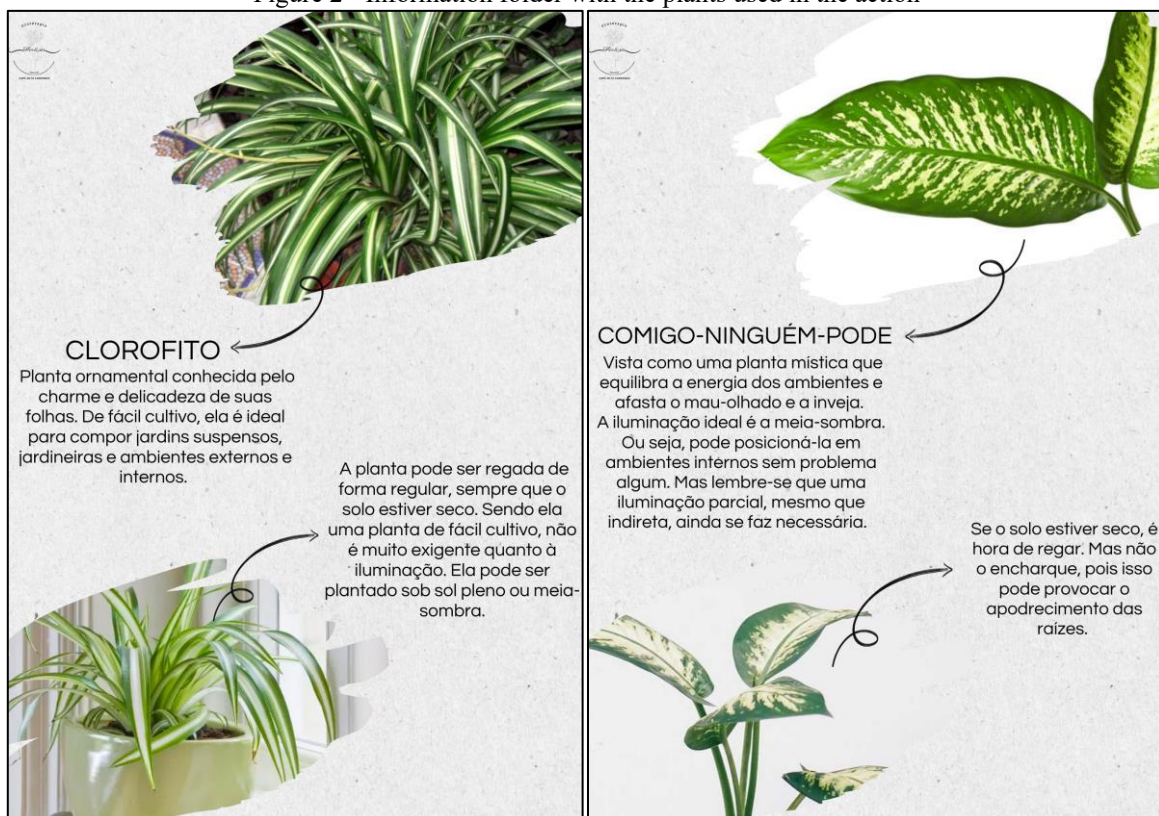 Figure 2 - Information folder with the plants used in the action
CLOROFITO
Planta ornamental conhecida pelo
charme e delicadeza de suas
folhas. De fácil cultivo, ela é ideal
para compor jardins suspensos,
jardineiras e ambientes externos e
internos.
A planta pode ser regada de
forma regular, sempre que o
solo estiver seco. Sendo ela
uma planta de fácil cultivo, não
é muito exigente quanto à
iluminação. Ela pode ser
plantado sob sol pleno ou meia-
sombra.
COMIGO-NINGUÉM-PODE
Vista como uma planta mística que
equilibra a energia dos ambientes e
afasta o mau-olhado e a inveja.
A iluminação ideal é a meia-sombra.
Ou seja, pode posicioná-la em
ambientes internos sem problema
algum. Mas lembre-se que uma
iluminação parcial, mesmo que
indireta, ainda se faz necessária.
Se o solo estiver seco, é
hora de regar. Mas não
o encharque, pois isso
pode provocar o
apodrecimento das
raízes.